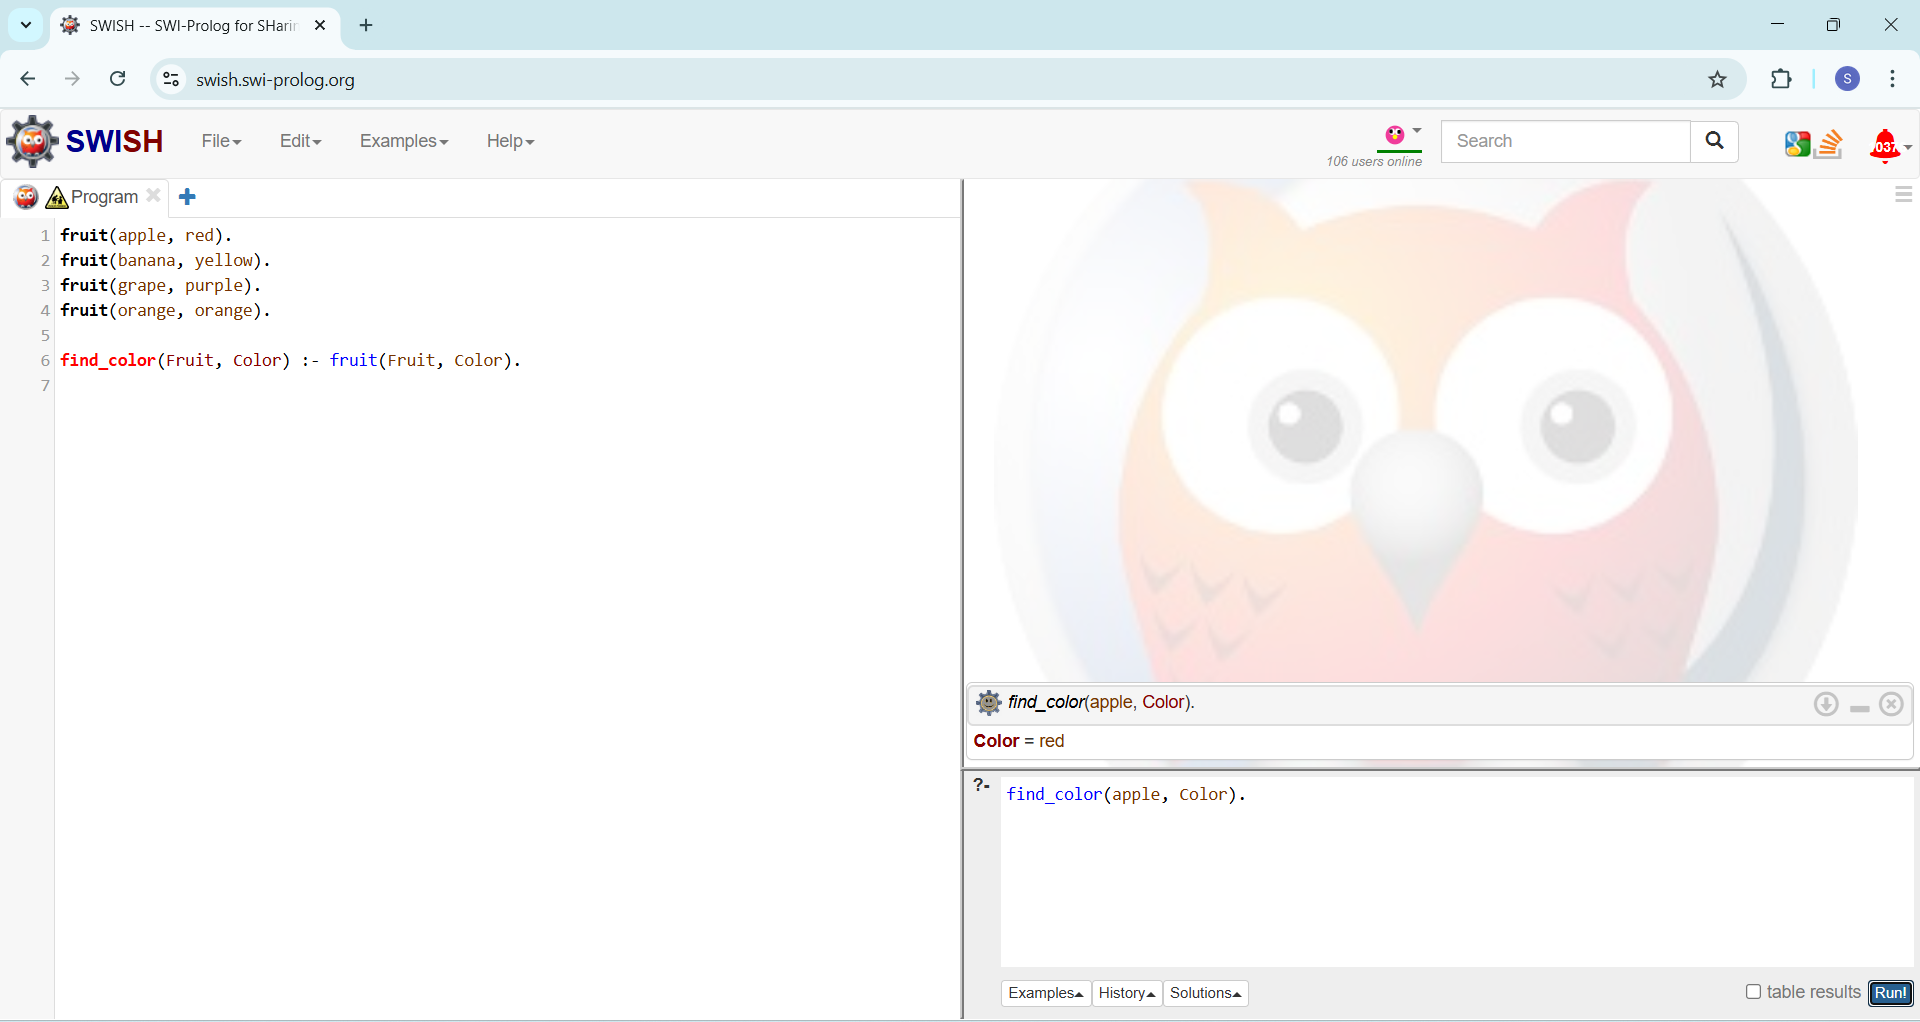 SWISH -- SWI-Prolog for SHarin
swish.swi-prolog.org
S
SWISH
File
Edit
Examples
Help
106 users online
Search
037
Program
1 fruit(apple, red).
2 fruit(banana, yellow).
3 fruit(grape, purple).
4 fruit(orange, orange).
5
6 find_color(Fruit, Color) :- fruit(Fruit, Color).
7
find_color(apple, Color).
Color = red
?- find_color(apple, Color).
Examples History Solutions
table results Run!